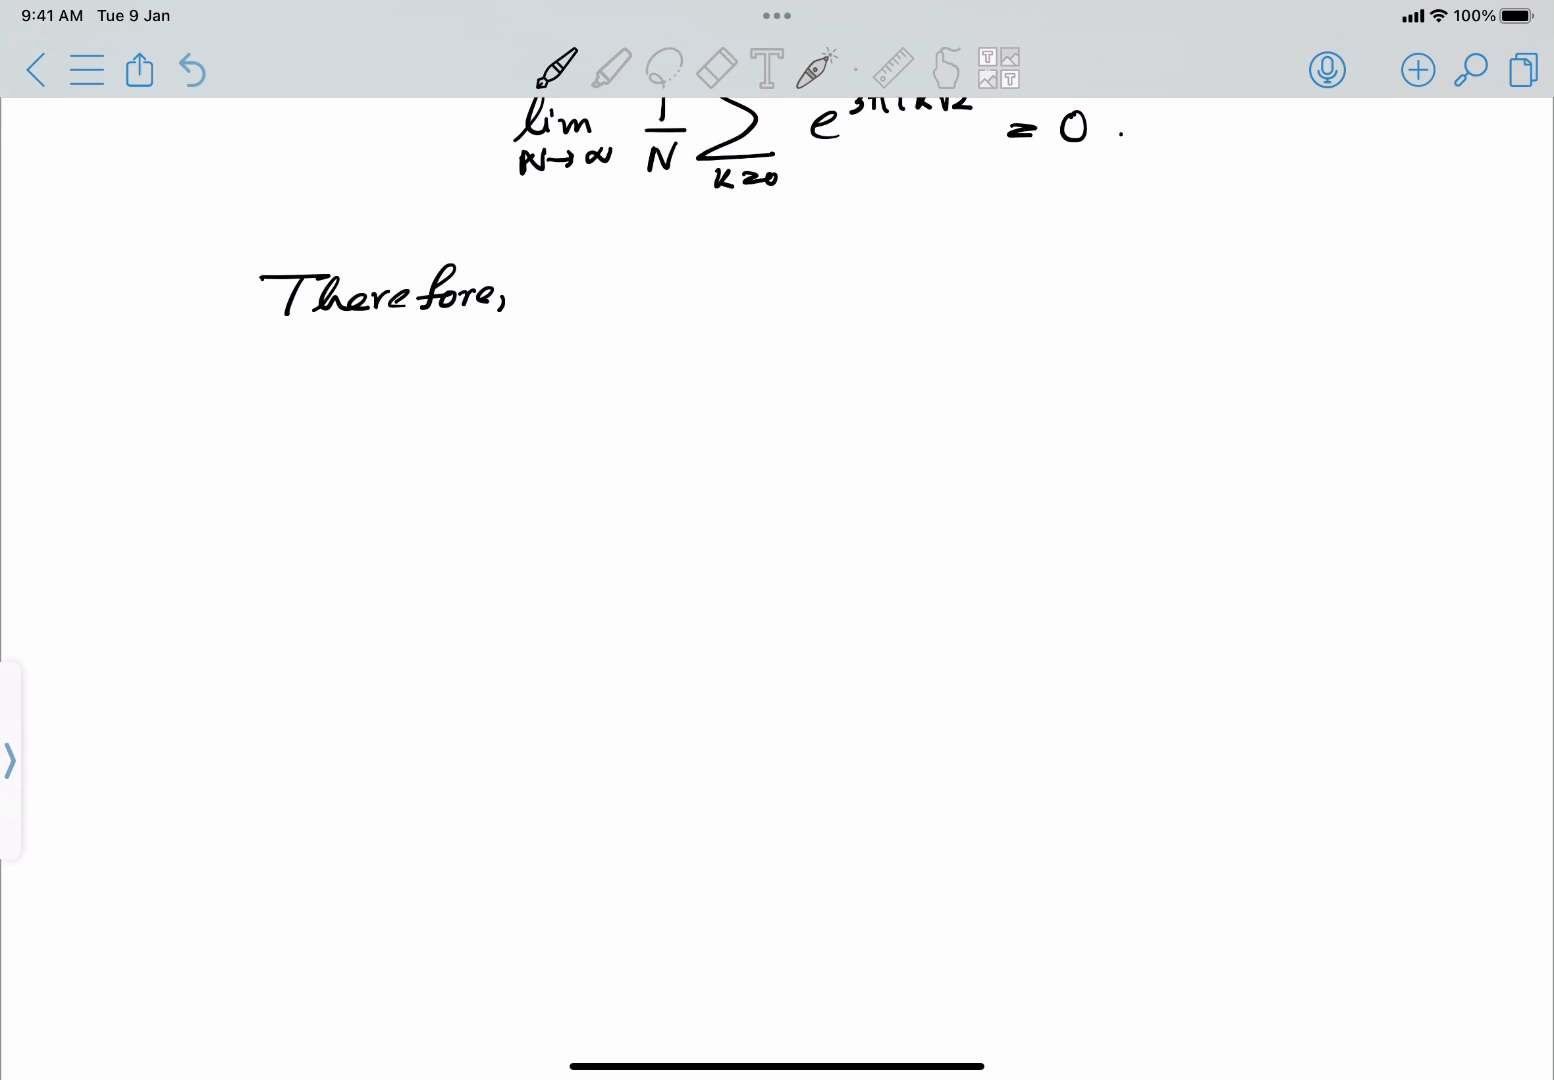 9:41 AM Tue 9 Jan 100%
lim 1/N ∑ e = 0 .
N→∞ k=0
Therefore,